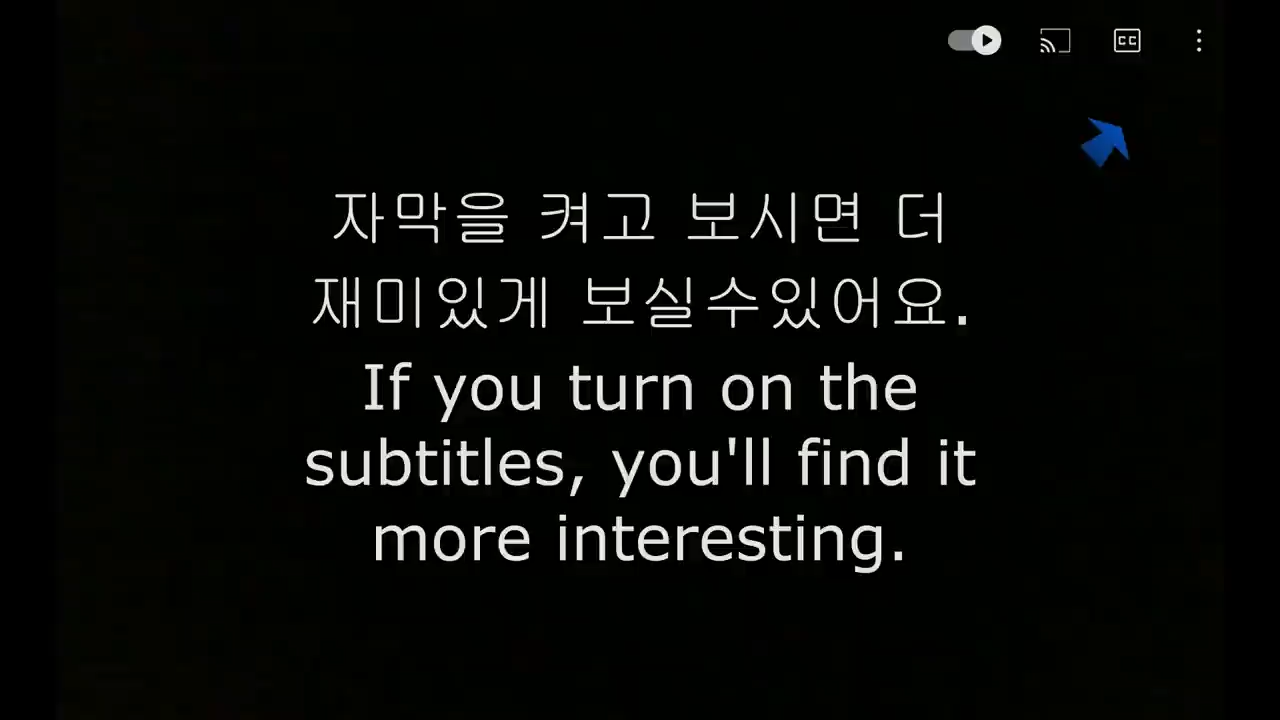 CC
자막을 켜고 보시면 더
재미있게 보실수있어요.
If you turn on the
subtitles, you'll find it
more interesting.